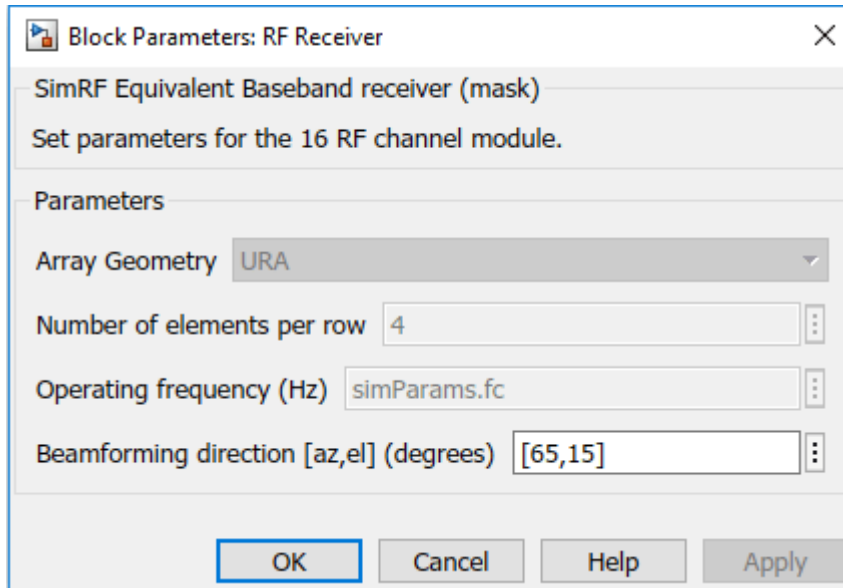 Block Parameters: RF Receiver
SimRF Equivalent Baseband receiver (mask)
Set parameters for the 16 RF channel module.
Parameters
Array Geometry URA
Number of elements per row 4
Operating frequency (Hz) simParams.fc
Beamforming direction [az,el] (degrees) [65,15]
OK Cancel Help Apply